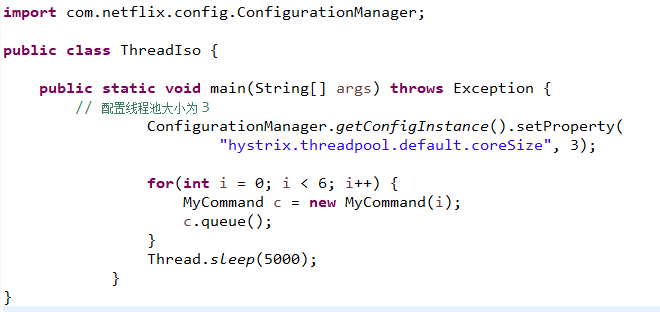 import com.netflix.config.ConfigurationManager;
public class ThreadIso {
public static void main(String[] args) throws Exception {
// 配置线程池大小为 3
ConfigurationManager.getConfigInstance().setProperty(
"hystrix.threadpool.default.coreSize", 3);
for(int i = 0; i < 6; i++) {
MyCommand c = new MyCommand(i);
c.queue();
}
Thread.sleep(5000);
}
}